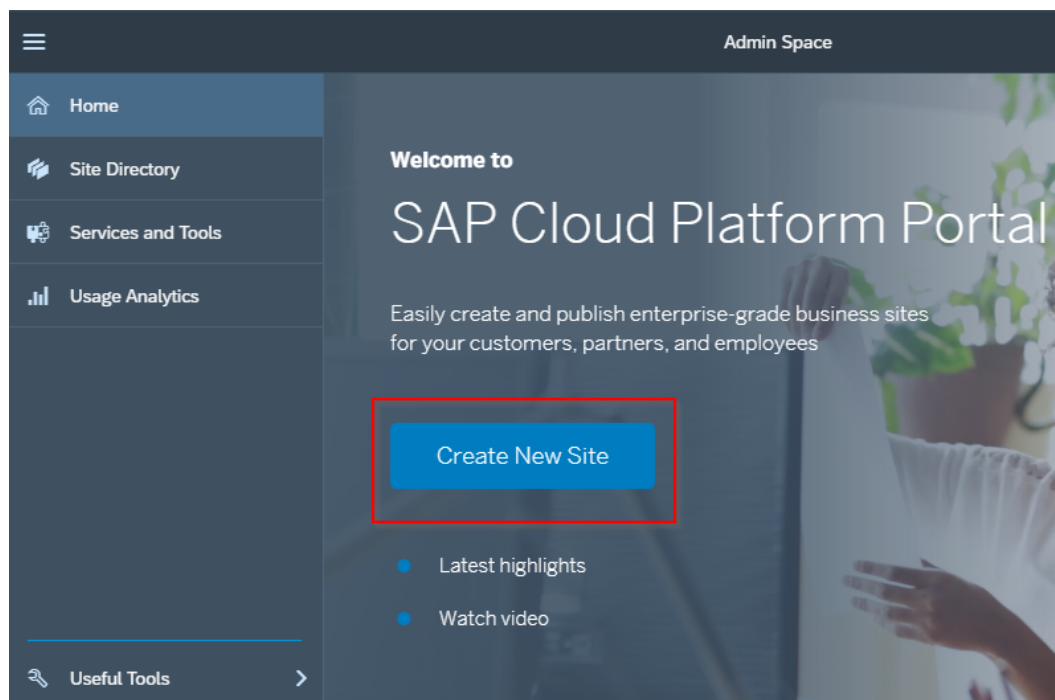 Admin Space
Home
Site Directory
Services and Tools
Usage Analytics
Useful Tools
Welcome to
SAP Cloud Platform Portal
Easily create and publish enterprise-grade business sites
for your customers, partners, and employees
Create New Site
Latest highlights
Watch video